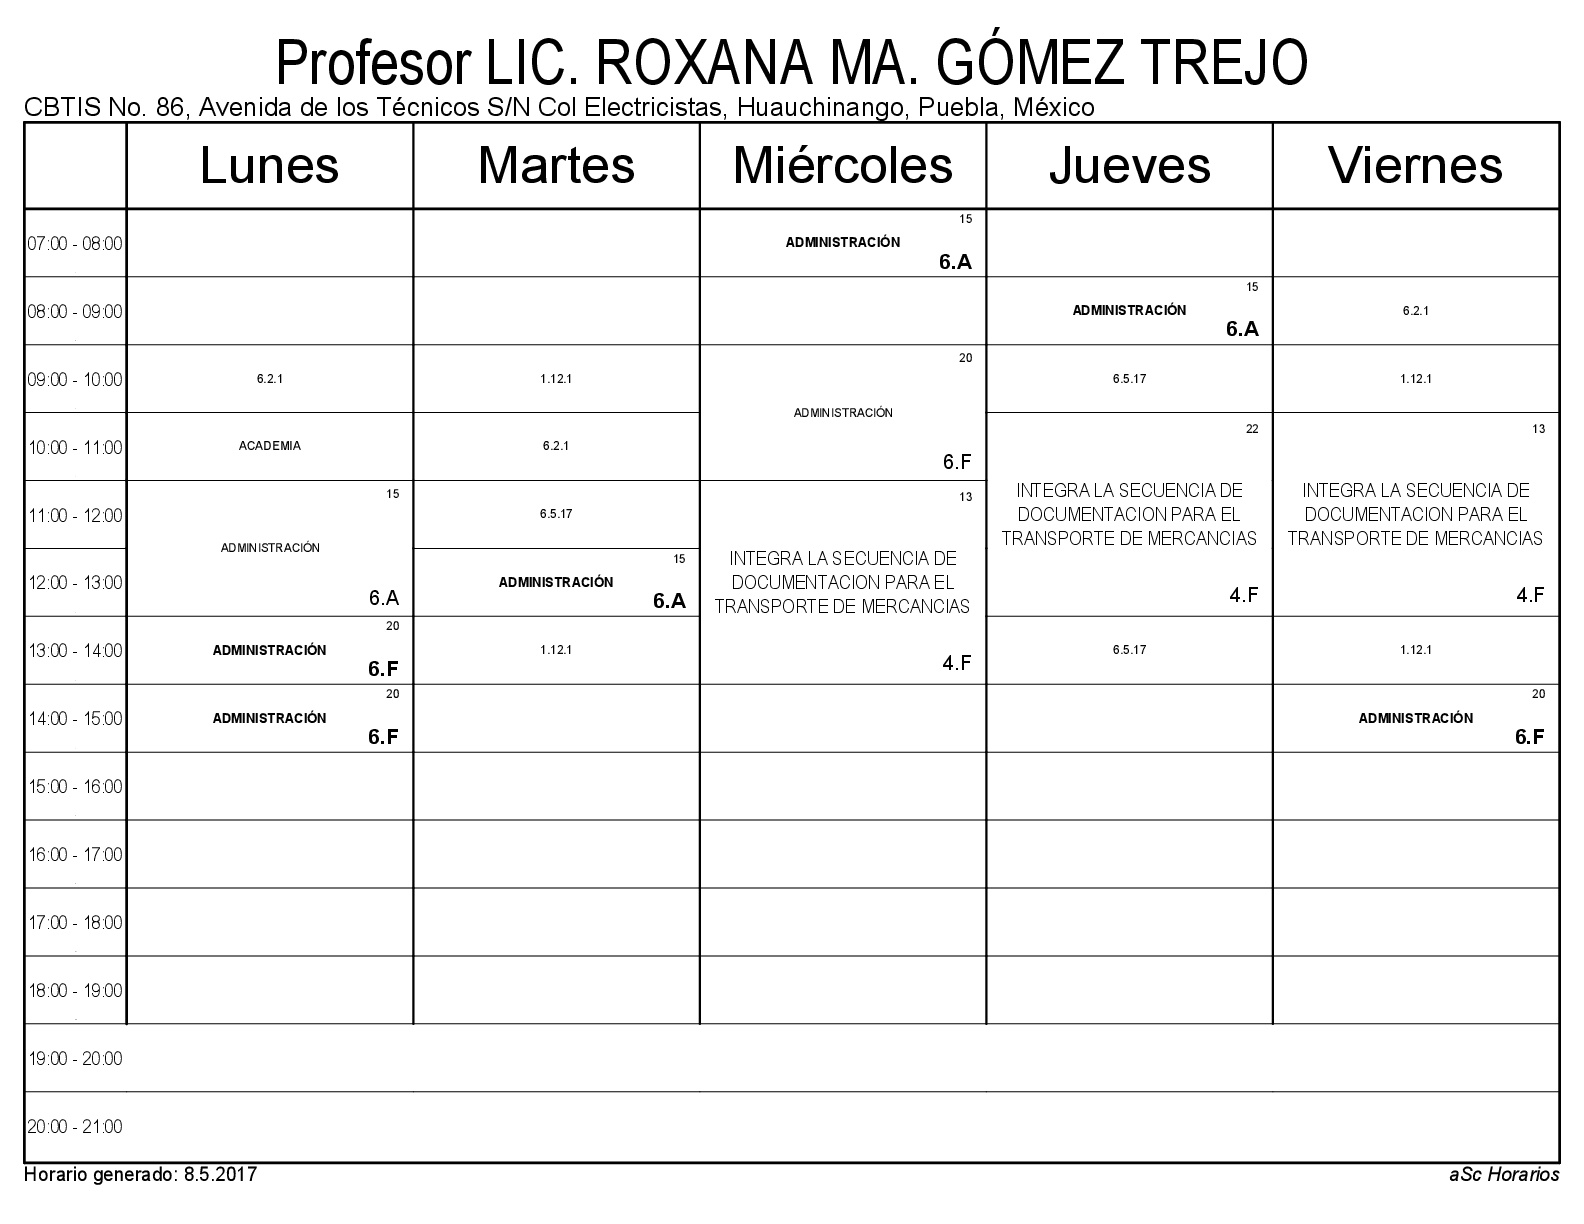 Profesor LIC. ROXANA MA. GÓMEZ TREJO
CBTIS No. 86, Avenida de los Técnicos S/N Col Electricistas, Huauchinango, Puebla, México
Lunes Martes Miércoles Jueves Viernes
07:00 - 08:00
15
ADMINISTRACIÓN
6.A
08:00 - 09:00
15
ADMINISTRACIÓN
6.A
6.2.1
09:00 - 10:00
6.2.1
1.12.1
20
ADMINISTRACIÓN
6.F
6.5.17
1.12.1
10:00 - 11:00
ACADEMIA
6.2.1
22
INTEGRA LA SECUENCIA DE
DOCUMENTACION PARA EL
TRANSPORTE DE MERCANCIAS
4.F
13
INTEGRA LA SECUENCIA DE
DOCUMENTACION PARA EL
TRANSPORTE DE MERCANCIAS
4.F
11:00 - 12:00
15
ADMINISTRACIÓN
6.A
6.5.17
13
INTEGRA LA SECUENCIA DE
DOCUMENTACION PARA EL
TRANSPORTE DE MERCANCIAS
4.F
12:00 - 13:00
15
ADMINISTRACIÓN
6.A
13:00 - 14:00
20
ADMINISTRACIÓN
6.F
1.12.1
6.5.17
1.12.1
14:00 - 15:00
20
ADMINISTRACIÓN
6.F
20
ADMINISTRACIÓN
6.F
15:00 - 16:00
16:00 - 17:00
17:00 - 18:00
18:00 - 19:00
19:00 - 20:00
20:00 - 21:00
Horario generado: 8.5.2017
aSc Horarios